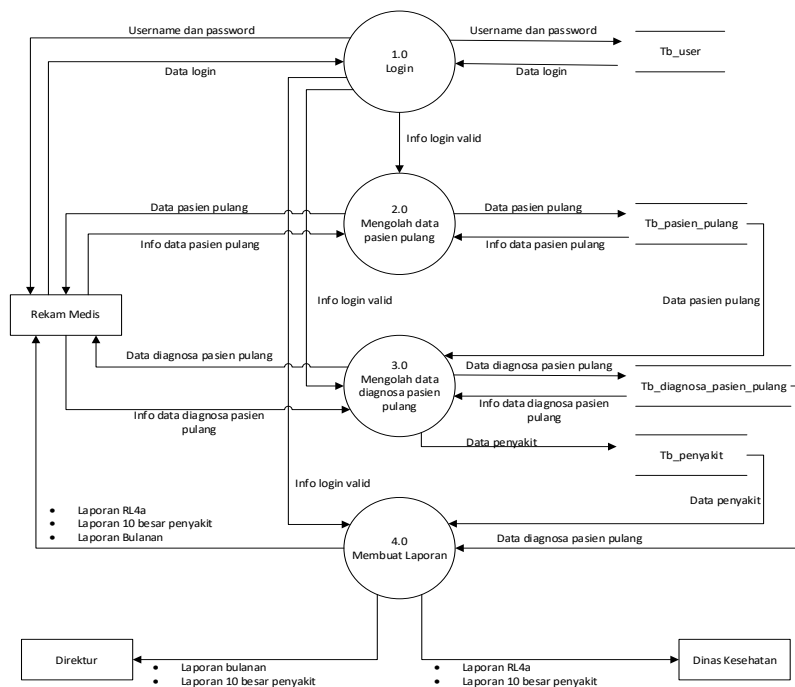 Username dan password
Username dan password
1.0
Login
Tb_user
Data login
Data login
Info login valid
Data pasien pulang
2.0
Mengolah data
pasien pulang
Data pasien pulang
Tb_pasien_pulang
Info data pasien pulang
Info data pasien pulang
Rekam Medis
Info login valid
Data pasien pulang
Data diagnosa pasien pulang
3.0
Mengolah data
diagnosa pasien
pulang
Data diagnosa pasien pulang
Tb_diagnosa_pasien_pulang
Info data diagnosa pasien
pulang
Info data diagnosa pasien
pulang
Data penyakit
Tb_penyakit
Info login valid
Data penyakit
• Laporan RL4a
• Laporan 10 besar penyakit
• Laporan Bulanan
4.0
Membuat Laporan
Data diagnosa pasien pulang
Direktur
• Laporan bulanan
• Laporan 10 besar penyakit
• Laporan RL4a
• Laporan 10 besar penyakit
Dinas Kesehatan